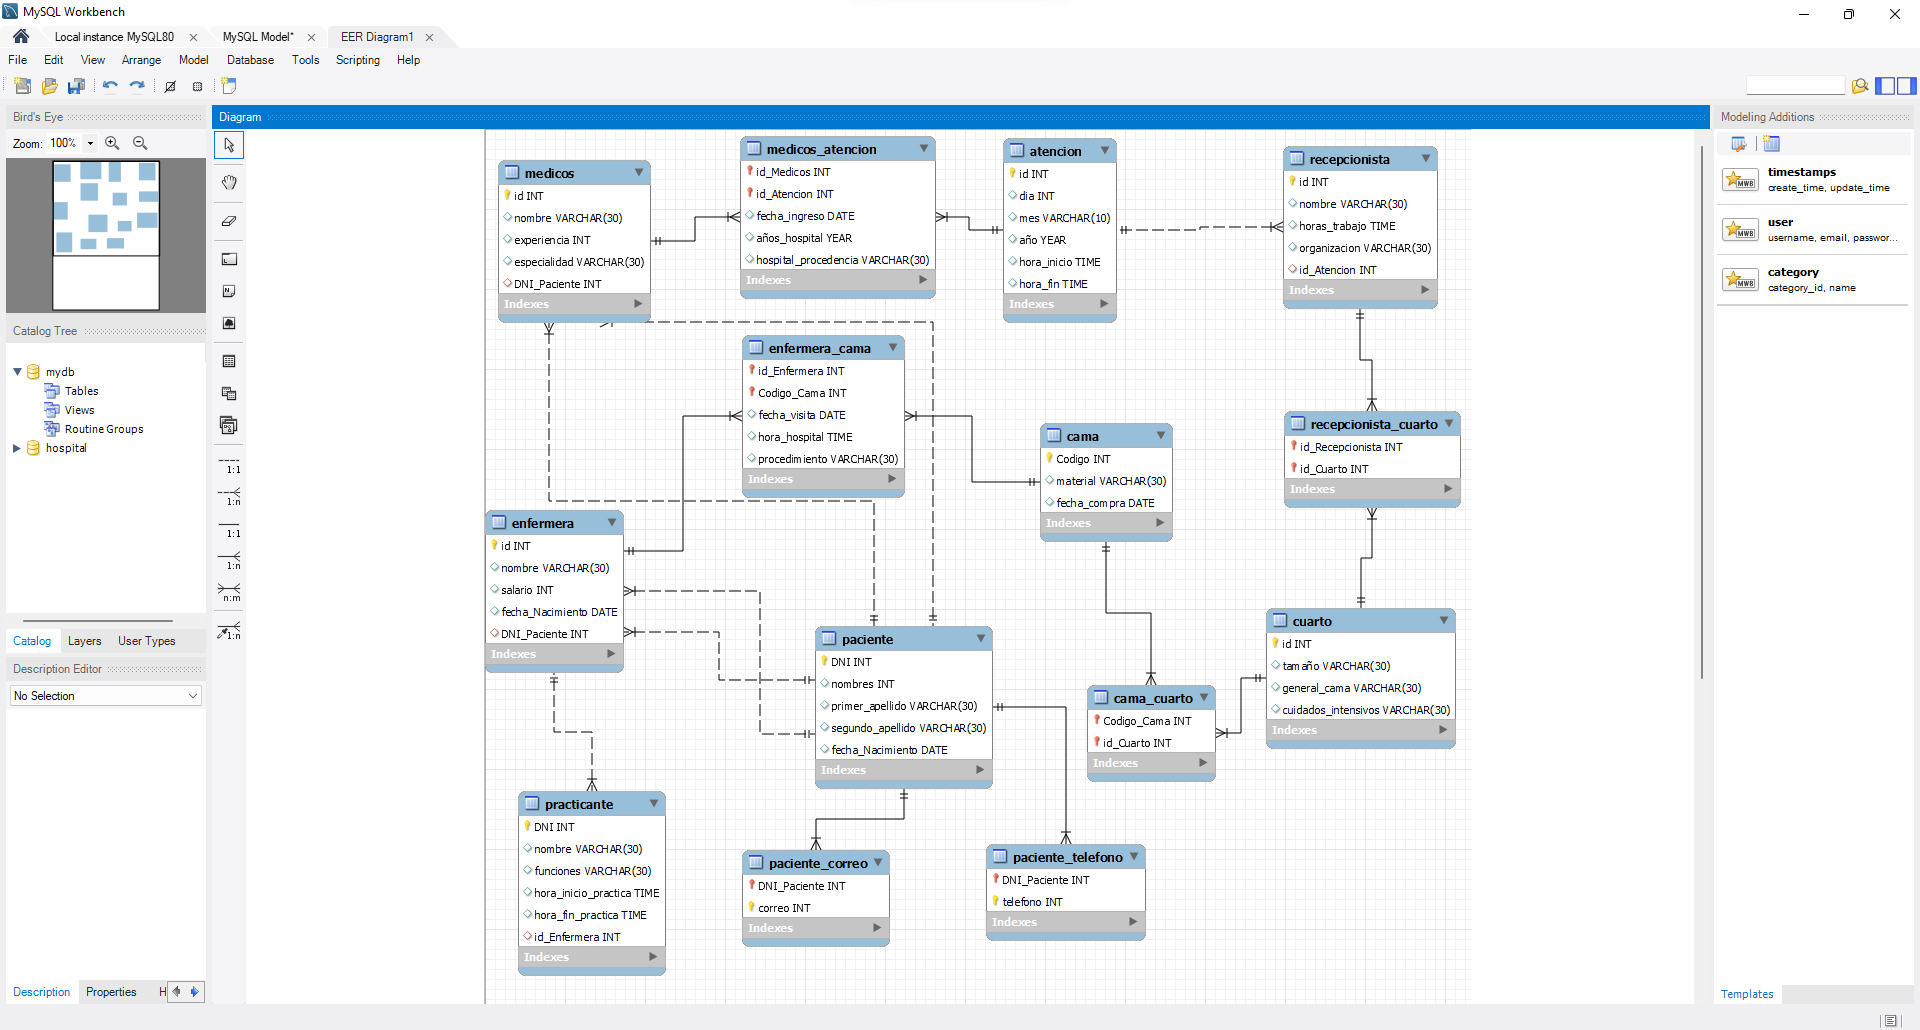 MySQL Workbench
Local instance MySQL80
MySQL Model*
EER Diagram1
File Edit View Arrange Model Database Tools Scripting Help
Bird's Eye
Zoom: 100%
Catalog Tree
mydb
Tables
Views
Routine Groups
hospital
Catalog Layers User Types
Description Editor
No Selection
Description Properties H
1:1
1:n
1:1
1:n
n:m
1:n
Diagram
medicos
id INT
nombre VARCHAR(30)
experiencia INT
especialidad VARCHAR(30)
DNI_Paciente INT
Indexes
medicos_atencion
id_Medicos INT
id_Atencion INT
fecha_ingreso DATE
años_hospital YEAR
hospital_procedencia VARCHAR(30)
Indexes
atencion
id INT
dia INT
mes VARCHAR(10)
año YEAR
hora_inicio TIME
hora_fin TIME
Indexes
recepcionista
id INT
nombre VARCHAR(30)
horas_trabajo TIME
organizacion VARCHAR(30)
id_Atencion INT
Indexes
enfermera_cama
id_Enfermera INT
Codigo_Cama INT
fecha_visita DATE
hora_hospital TIME
procedimiento VARCHAR(30)
Indexes
cama
Codigo INT
material VARCHAR(30)
fecha_compra DATE
Indexes
recepcionista_cuarto
id_Recepcionista INT
id_Cuarto INT
Indexes
enfermera
id INT
nombre VARCHAR(30)
salario INT
fecha_Nacimiento DATE
DNI_Paciente INT
Indexes
paciente
DNI INT
nombres INT
primer_apellido VARCHAR(30)
segundo_apellido VARCHAR(30)
fecha_Nacimiento DATE
Indexes
cama_cuarto
Codigo_Cama INT
id_Cuarto INT
Indexes
cuarto
id INT
tamaño VARCHAR(30)
general_cama VARCHAR(30)
cuidados_intensivos VARCHAR(30)
Indexes
practicante
DNI INT
nombre VARCHAR(30)
funciones VARCHAR(30)
hora_inicio_practica TIME
hora_fin_practica TIME
id_Enfermera INT
Indexes
paciente_correo
DNI_Paciente INT
correo INT
Indexes
paciente_telefono
DNI_Paciente INT
telefono INT
Indexes
Modeling Additions
timestamps
create_time, update_time
user
username, email, passwor...
category
category_id, name
Templates